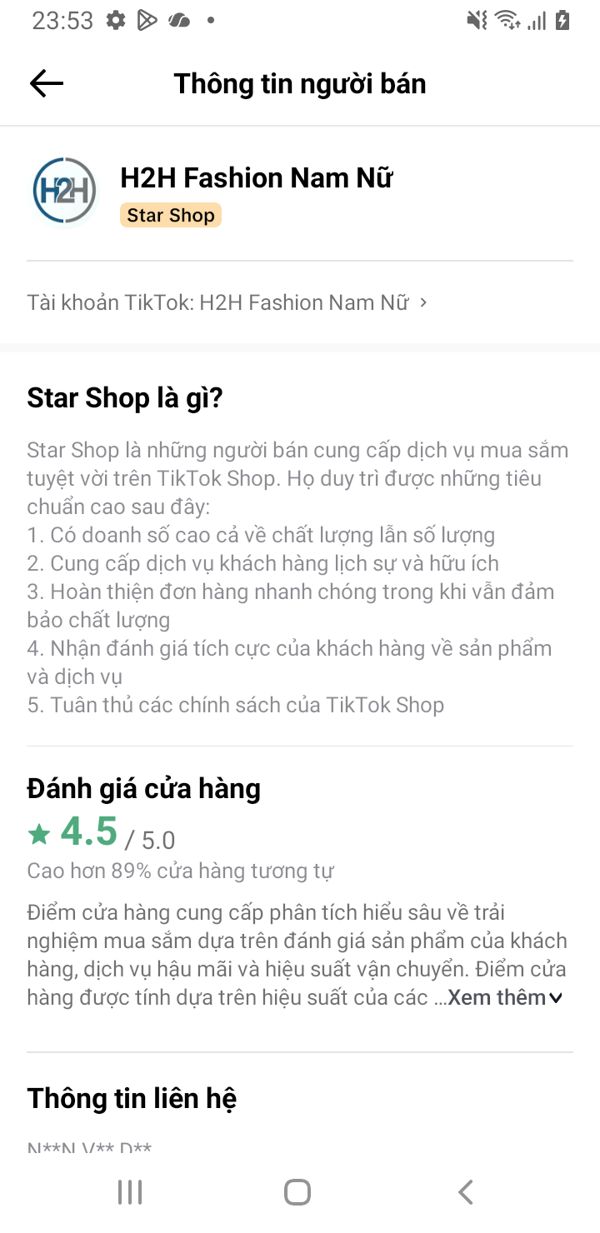 23:53
Thông tin người bán
H2H
H2H Fashion Nam Nữ
Star Shop
Tài khoản TikTok: H2H Fashion Nam Nữ >
Star Shop là gì?
Star Shop là những người bán cung cấp dịch vụ mua sắm
tuyệt vời trên TikTok Shop. Họ duy trì được những tiêu
chuẩn cao sau đây:
1. Có doanh số cao cả về chất lượng lẫn số lượng
2. Cung cấp dịch vụ khách hàng lịch sự và hữu ích
3. Hoàn thiện đơn hàng nhanh chóng trong khi vẫn đảm
bảo chất lượng
4. Nhận đánh giá tích cực của khách hàng về sản phẩm
và dịch vụ
5. Tuân thủ các chính sách của TikTok Shop
Đánh giá cửa hàng
4.5 / 5.0
Cao hơn 89% cửa hàng tương tự
Điểm cửa hàng cung cấp phân tích hiểu sâu về trải
nghiệm mua sắm dựa trên đánh giá sản phẩm của khách
hàng, dịch vụ hậu mãi và hiệu suất vận chuyển. Điểm cửa
hàng được tính dựa trên hiệu suất của các ...Xem thêm
Thông tin liên hệ
N**N V** D**